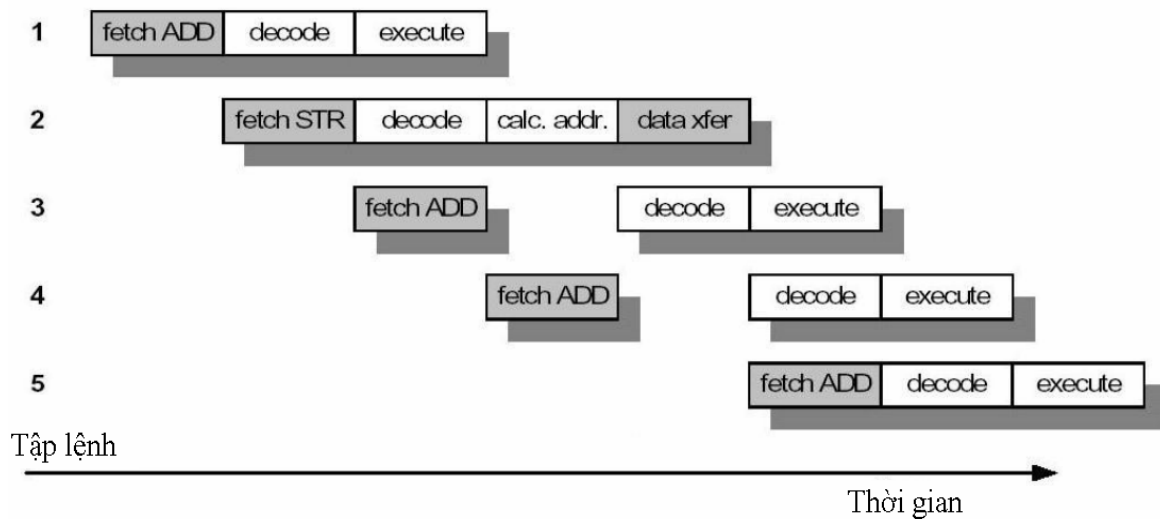 1 fetch ADD decode execute
2 fetch STR decode calc. addr. data xfer
3 fetch ADD decode execute
4 fetch ADD decode execute
5 fetch ADD decode execute
Tập lệnh
Thời gian